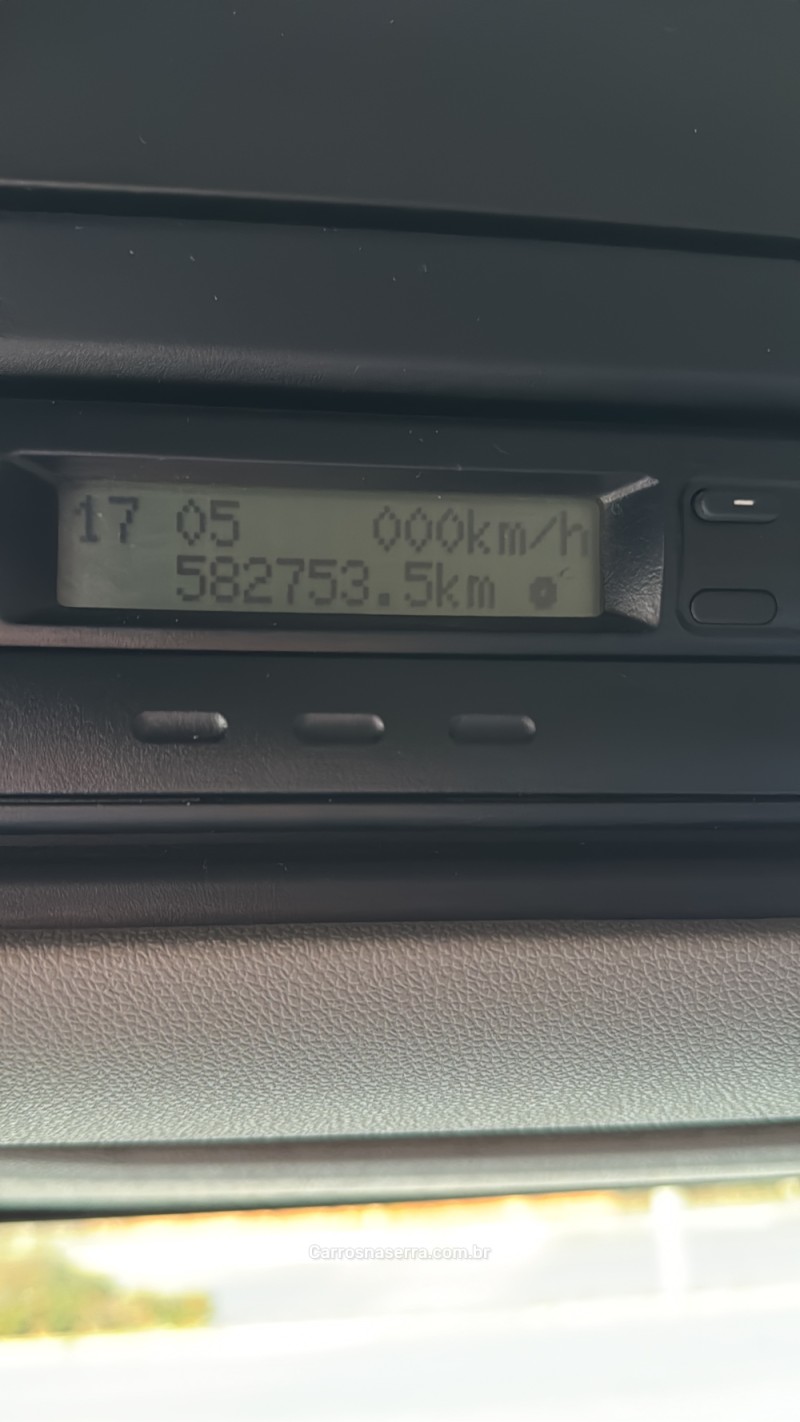 17 05 000km/h
582753.5km
Carrosnaserra.com.br